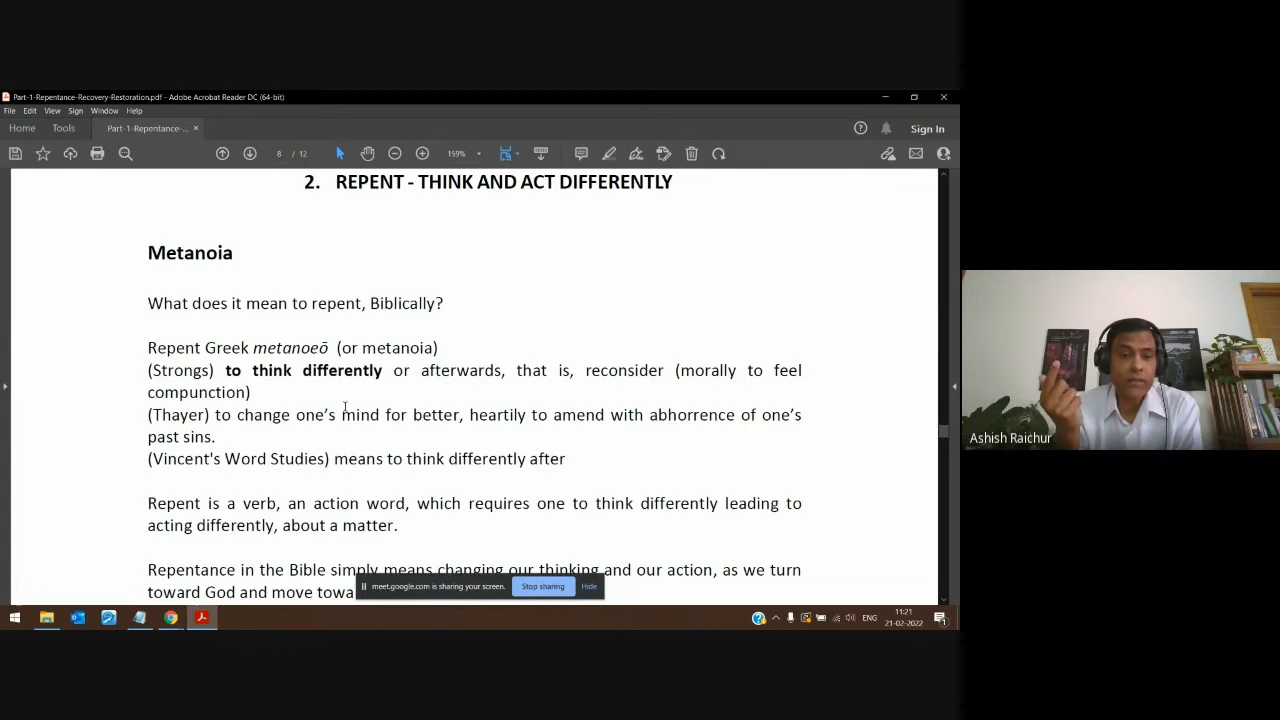 Part-1-Repentance-Recovery-Restoration.pdf - Adobe Acrobat Reader DC (64-bit)
File Edit View Sign Window Help
Home Tools Part-1-Repentance-... × Sign In
8 / 12 159%
2. REPENT - THINK AND ACT DIFFERENTLY
Metanoia
What does it mean to repent, Biblically?
Repent Greek metanoeō (or metanoia)
(Strongs) to think differently or afterwards, that is, reconsider (morally to feel
compunction)
(Thayer) to change one’s mind for better, heartily to amend with abhorrence of one’s
past sins.
(Vincent's Word Studies) means to think differently after
Repent is a verb, an action word, which requires one to think differently leading to
acting differently, about a matter.
Repentance in the Bible simply means changing our thinking and our action, as we turn
toward God and move towa
meet.google.com is sharing your screen. Stop sharing Hide
ENG 11:21
21-02-2022
Ashish Raichur